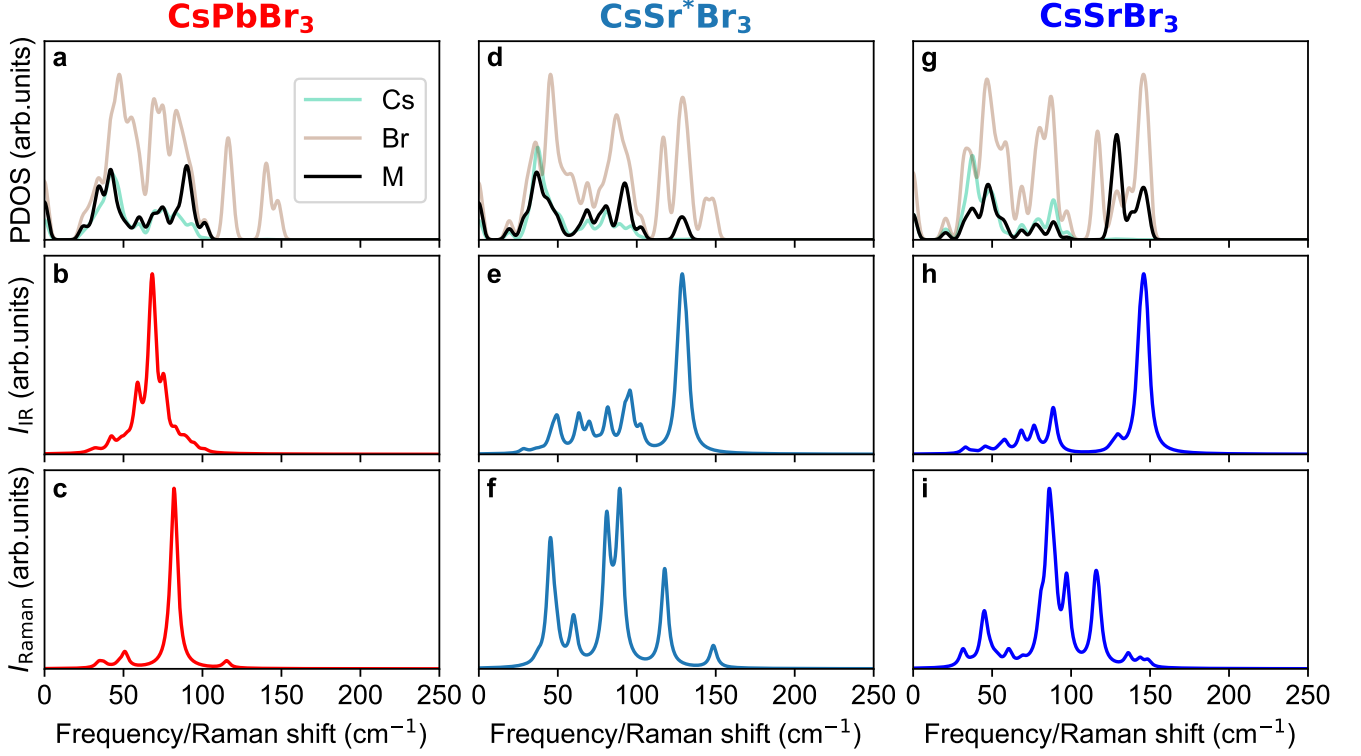 CsPbBr₃ CsSr*Br₃ CsSrBr₃
a d g
PDOS (arb.units)
Cs
Br
M
b e h
I_IR (arb.units)
c f i
I_Raman (arb.units)
0 50 100 150 200 250 0 50 100 150 200 250 0 50 100 150 200 250
Frequency/Raman shift (cm⁻¹) Frequency/Raman shift (cm⁻¹) Frequency/Raman shift (cm⁻¹)